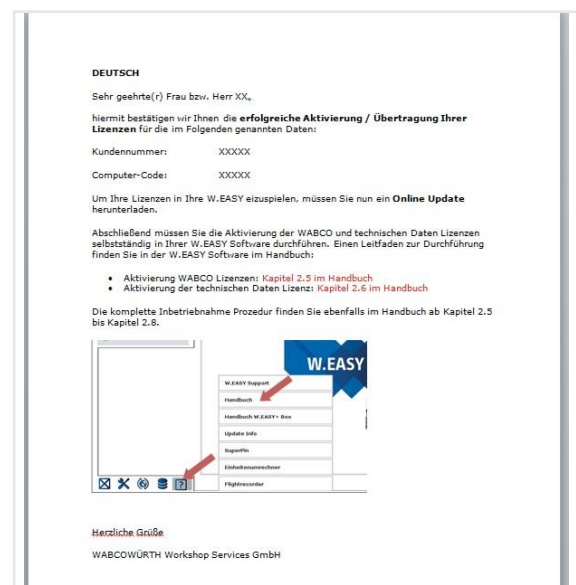 DEUTSCH
Sehr geehrte(r) Frau bzw. Herr XX,
hiermit bestätigen wir Ihnen die erfolgreiche Aktivierung / Übertragung Ihrer
Lizenzen für die im Folgenden genannten Daten:
Kundennummer: XXXXX
Computer-Code: XXXXX
Um Ihre Lizenzen in Ihre W.EASY eizuspielen, müssen Sie nun ein Online Update
herunterladen.
Abschließend müssen Sie die Aktivierung der WABCO und technischen Daten Lizenzen
selbstständig in Ihrer W.EASY Software durchführen. Einen Leitfaden zur Durchführung
finden Sie in der W.EASY Software im Handbuch:
• Aktivierung WABCO Lizenzen: Kapitel 2.5 im Handbuch
• Aktivierung der technischen Daten Lizenz: Kapitel 2.6 im Handbuch
Die komplette Inbetriebnahme Prozedur finden Sie ebenfalls im Handbuch ab Kapitel 2.5
bis Kapitel 2.8.
W.EASY
W.EASY Support
Handbuch
Handbuch W.EASY+ Box
Update Info
SuperPin
Einheitenumrechner
Flightrecorder
?
Herzliche Grüße
WABCOWÜRTH Workshop Services GmbH